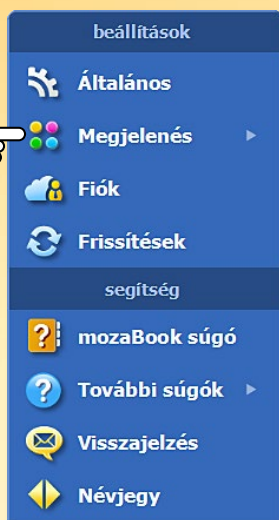 beállítások
Általános
Megjelenés
Fiók
Frissítések
segítség
mozaBook súgó
További súgók
Visszajelzés
Névjegy